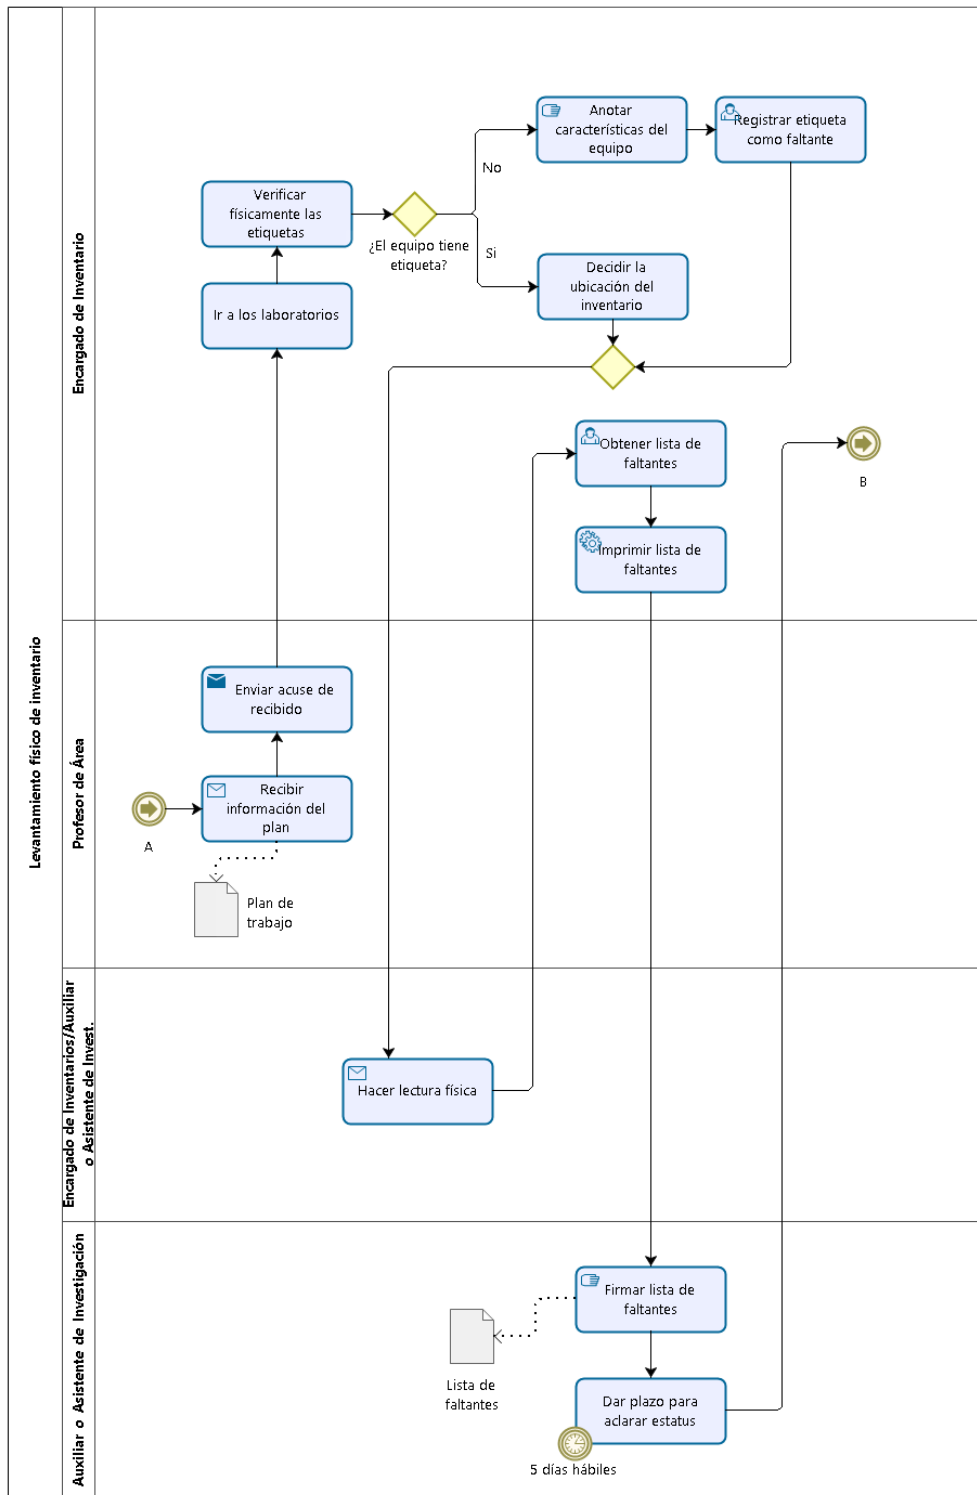 Levantamiento físico de inventario
Encargado de Inventario
Anotar
características del
equipo
Registrar etiqueta
como faltante
No
Verificar
físicamente las
etiquetas
¿El equipo tiene
etiqueta?
Si
Decidir la
ubicación del
inventario
Ir a los laboratorios
Obtener lista de
faltantes
B
Imprimir lista de
faltantes
Profesor de Área
Enviar acuse de
recibido
Recibir
información del
plan
A
Plan de
trabajo
Encargado de Inventarios/Auxiliar
o Asistente de Invest.
Hacer lectura física
Auxiliar o Asistente de Investigación
Firmar lista de
faltantes
Lista de
faltantes
Dar plazo para
aclarar estatus
5 días hábiles